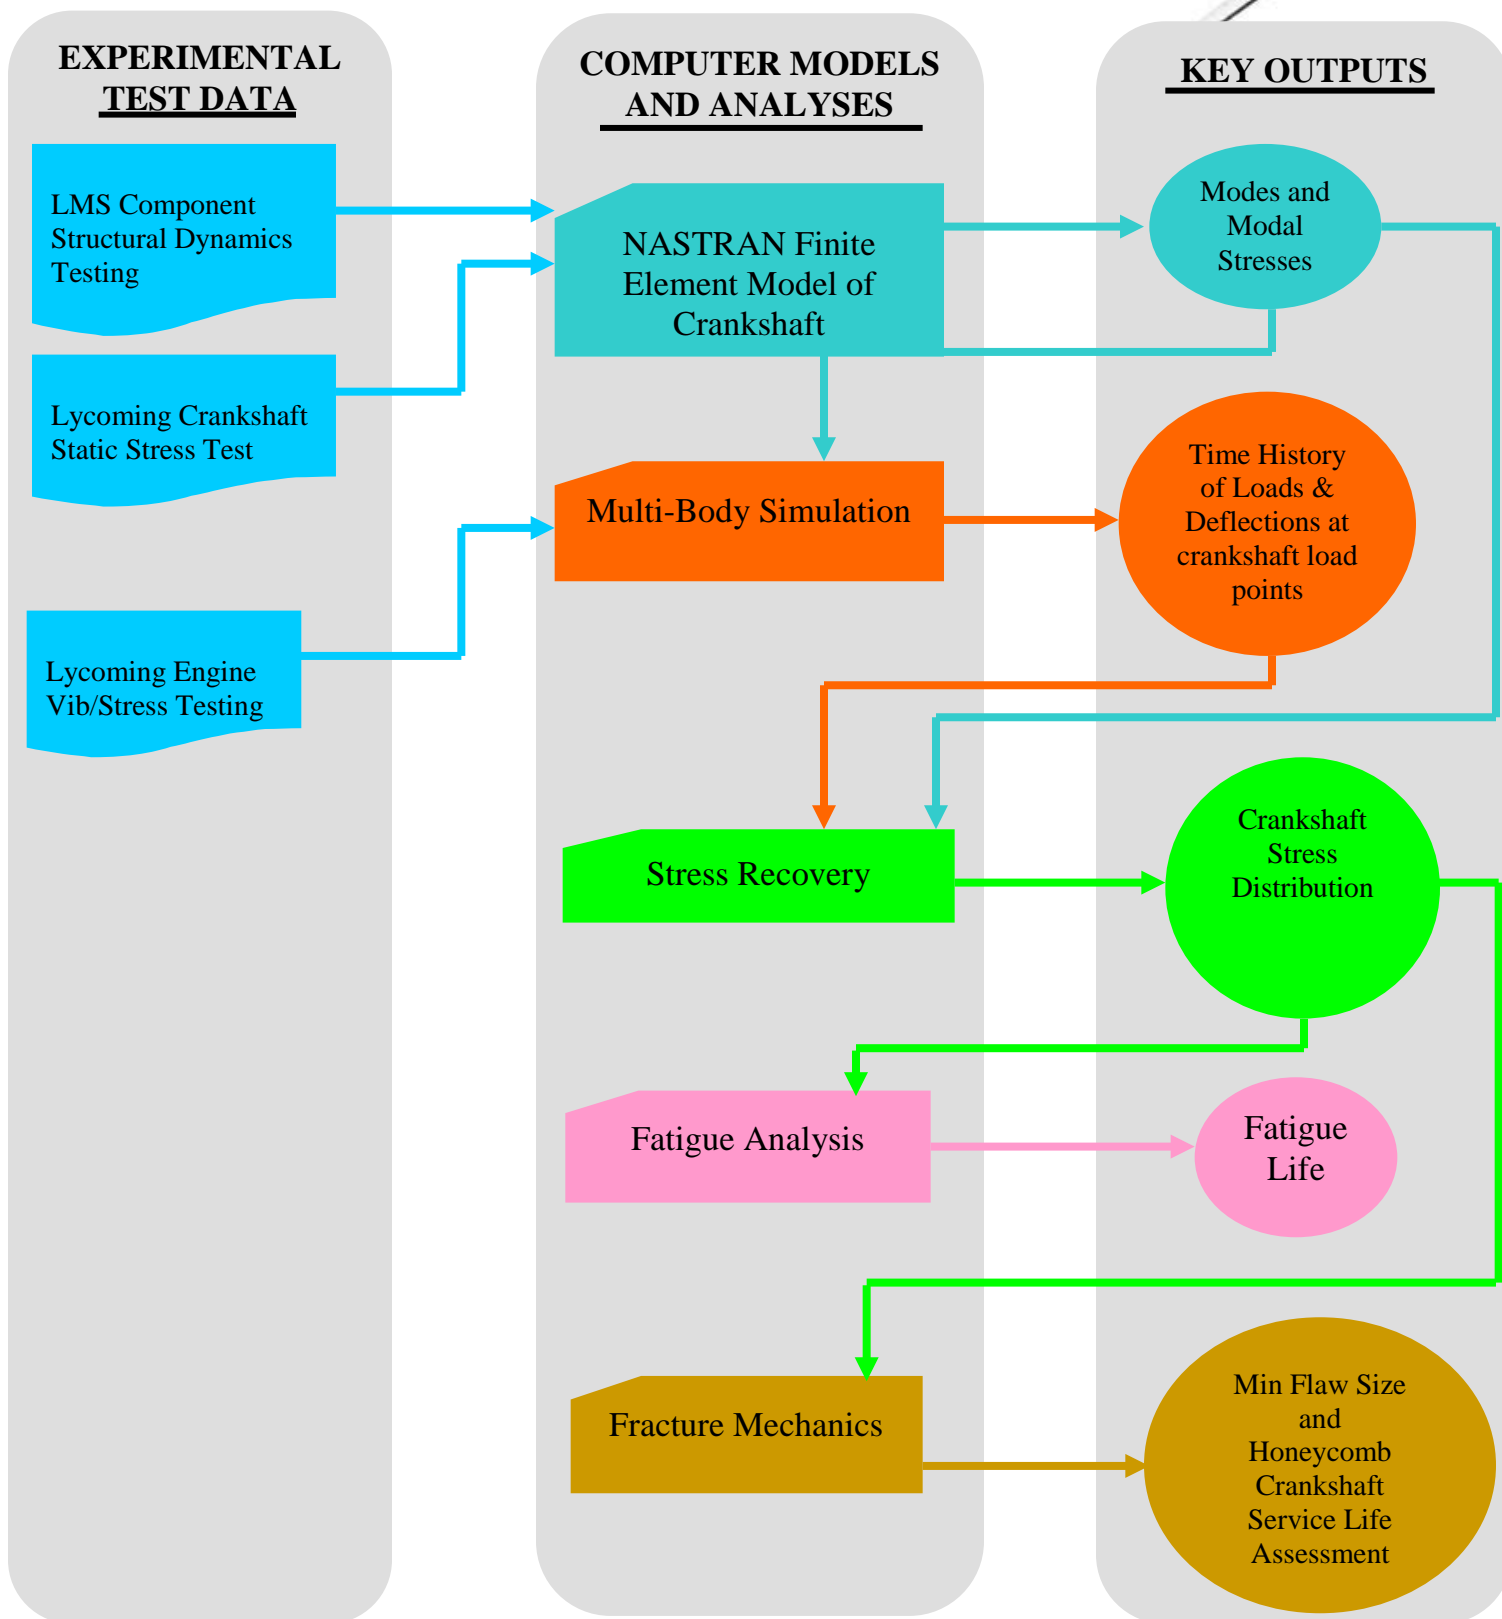 EXPERIMENTAL
TEST DATA
LMS Component
Structural Dynamics
Testing
Lycoming Crankshaft
Static Stress Test
Lycoming Engine
Vib/Stress Testing
COMPUTER MODELS
AND ANALYSES
NASTRAN Finite
Element Model of
Crankshaft
Multi-Body Simulation
Stress Recovery
Fatigue Analysis
Fracture Mechanics
KEY OUTPUTS
Modes and
Modal
Stresses
Time History
of Loads &
Deflections at
crankshaft load
points
Crankshaft
Stress
Distribution
Fatigue
Life
Min Flaw Size
and
Honeycomb
Crankshaft
Service Life
Assessment